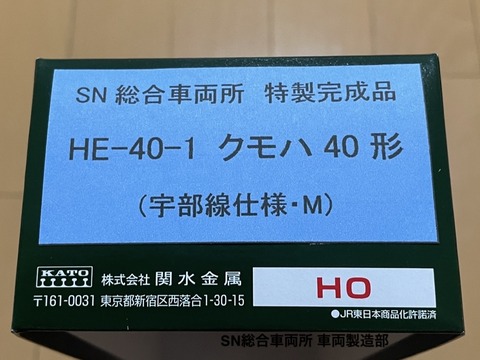 SN 総合車両所 特製完成品
HE-40-1 クモハ 40 形
(宇部線仕様・M)
KATO 株式会社 関水金属
〒161-0031 東京都新宿区西落合1-30-15
HO
●JR東日本商品化許諾済
SN総合車両所 車両製造部